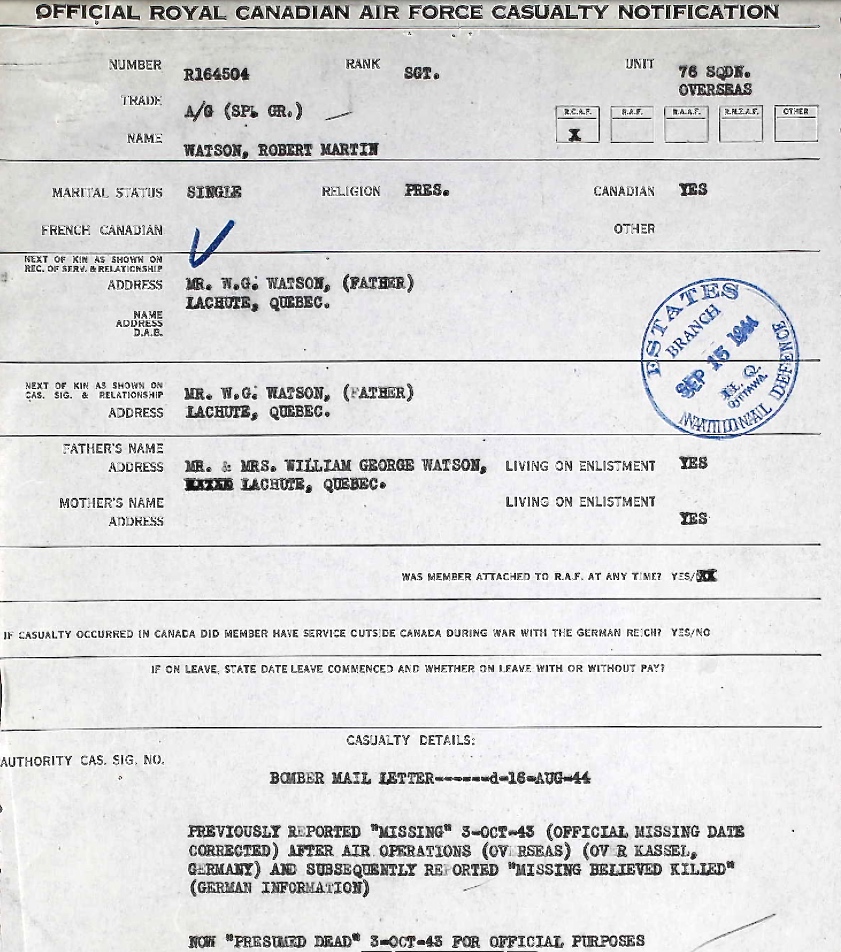 OFFICIAL ROYAL CANADIAN AIR FORCE CASUALTY NOTIFICATION
NUMBER R164504 RANK SGT. UNIT 76 SQDN.
OVERSEAS
TRADE A/G (SPL GR.)
R.C.A.F. R.A.F. R.A.A.F. R.N.Z.A.F. OTHER
X
NAME WATSON, ROBERT MARTIN
MARITAL STATUS SINGLE RELIGION PRES. CANADIAN YES
FRENCH CANADIAN OTHER
NEXT OF KIN AS SHOWN ON
REC. OF SERV. & RELATIONSHIP
ADDRESS MR. W.G. WATSON, (FATHER)
LACHUTE, QUEBEC.
NAME
ADDRESS
D.A.B.
ESTATES
BRANCH
SEP 15 1944
H.Q.
OTTAWA
NATIONAL DEFENCE
NEXT OF KIN AS SHOWN ON
CAS. SIG. & RELATIONSHIP
MR. W.G. WATSON, (FATHER)
ADDRESS LACHUTE, QUEBEC.
FATHER'S NAME
ADDRESS MR. & MRS. WILLIAM GEORGE WATSON, LIVING ON ENLISTMENT YES
LACHUTE, QUEBEC.
MOTHER'S NAME LIVING ON ENLISTMENT
ADDRESS YES
WAS MEMBER ATTACHED TO R.A.F. AT ANY TIME? YES/XX
IF CASUALTY OCCURRED IN CANADA DID MEMBER HAVE SERVICE OUTSIDE CANADA DURING WAR WITH THE GERMAN REICH? YES/NO
IF ON LEAVE, STATE DATE LEAVE COMMENCED AND WHETHER ON LEAVE WITH OR WITHOUT PAY?
CASUALTY DETAILS:
AUTHORITY CAS. SIG. NO.
BOMBER MAIL LETTER------d-16-AUG-44
PREVIOUSLY REPORTED "MISSING" 3-OCT-43 (OFFICIAL MISSING DATE
CORRECTED) AFTER AIR OPERATIONS (OVERSEAS) (OVER KASSEL,
GERMANY) AND SUBSEQUENTLY REPORTED "MISSING BELIEVED KILLED"
(GERMAN INFORMATION)
NOW "PRESUMED DEAD" 3-OCT-43 FOR OFFICIAL PURPOSES